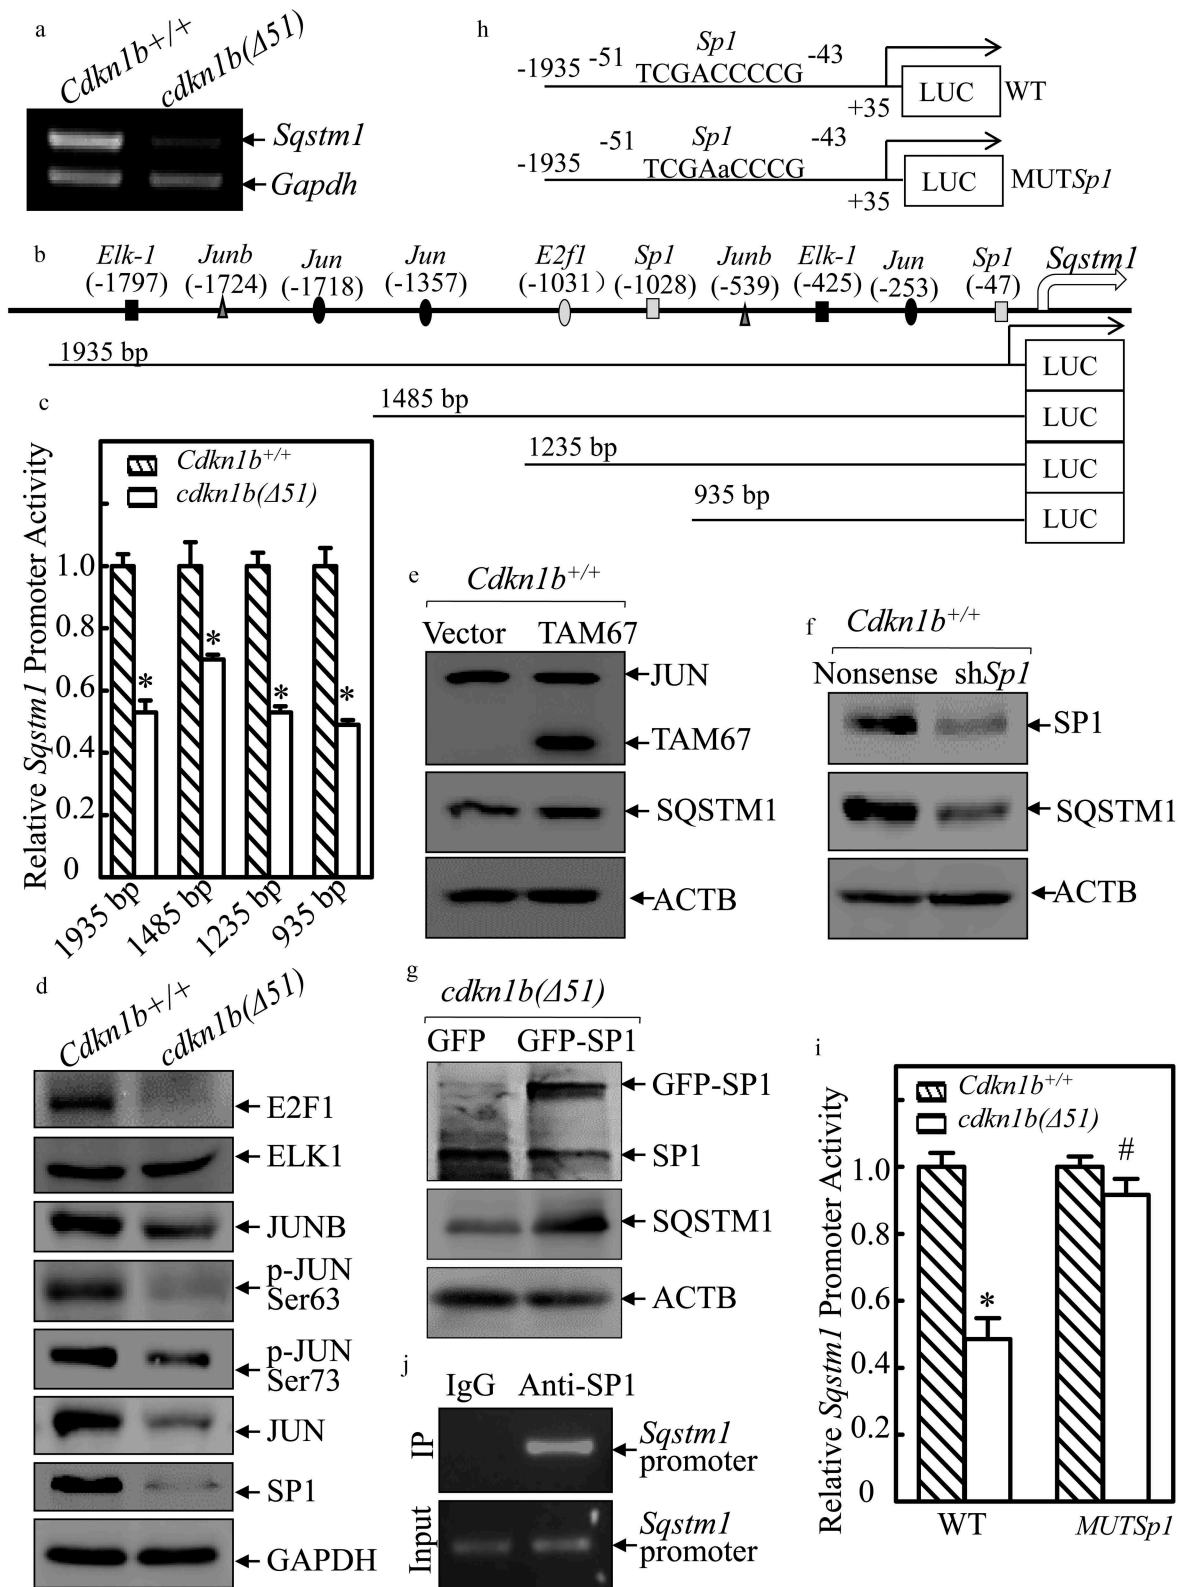 a
Cdkn1b+/+
cdkn1b(Δ51)
Sqstm1
Gapdh
h
-1935 -51 Sp1 -43
TCGACCCCG
+35 LUC WT
-1935 -51 Sp1 -43
TCGAaCCCG
+35 LUC MUTSp1
b
Elk-1 Junb Jun Jun E2f1 Sp1 Junb Elk-1 Jun Sp1 Sqstm1
(-1797) (-1724) (-1718) (-1357) (-1031) (-1028) (-539) (-425) (-253) (-47)
1935 bp LUC
1485 bp LUC
1235 bp LUC
935 bp LUC
c
Relative Sqstm1 Promoter Activity
Cdkn1b+/+
cdkn1b(Δ51)
1.0
0.8
0.6
0.4
0.2
0
* * * *
1935 bp 1485 bp 1235 bp 935 bp
d
Cdkn1b+/+
cdkn1b(Δ51)
E2F1
ELK1
JUNB
p-JUN
Ser63
p-JUN
Ser73
JUN
SP1
GAPDH
e
Cdkn1b+/+
Vector TAM67
JUN
TAM67
SQSTM1
ACTB
f
Cdkn1b+/+
Nonsense shSp1
SP1
SQSTM1
ACTB
g
cdkn1b(Δ51)
GFP GFP-SP1
GFP-SP1
SP1
SQSTM1
ACTB
i
Relative Sqstm1 Promoter Activity
Cdkn1b+/+
cdkn1b(Δ51)
1.0
0.8
0.6
0.4
0.2
0
* #
WT MUTSp1
j
IgG Anti-SP1
IP
Sqstm1
promoter
Input
Sqstm1
promoter